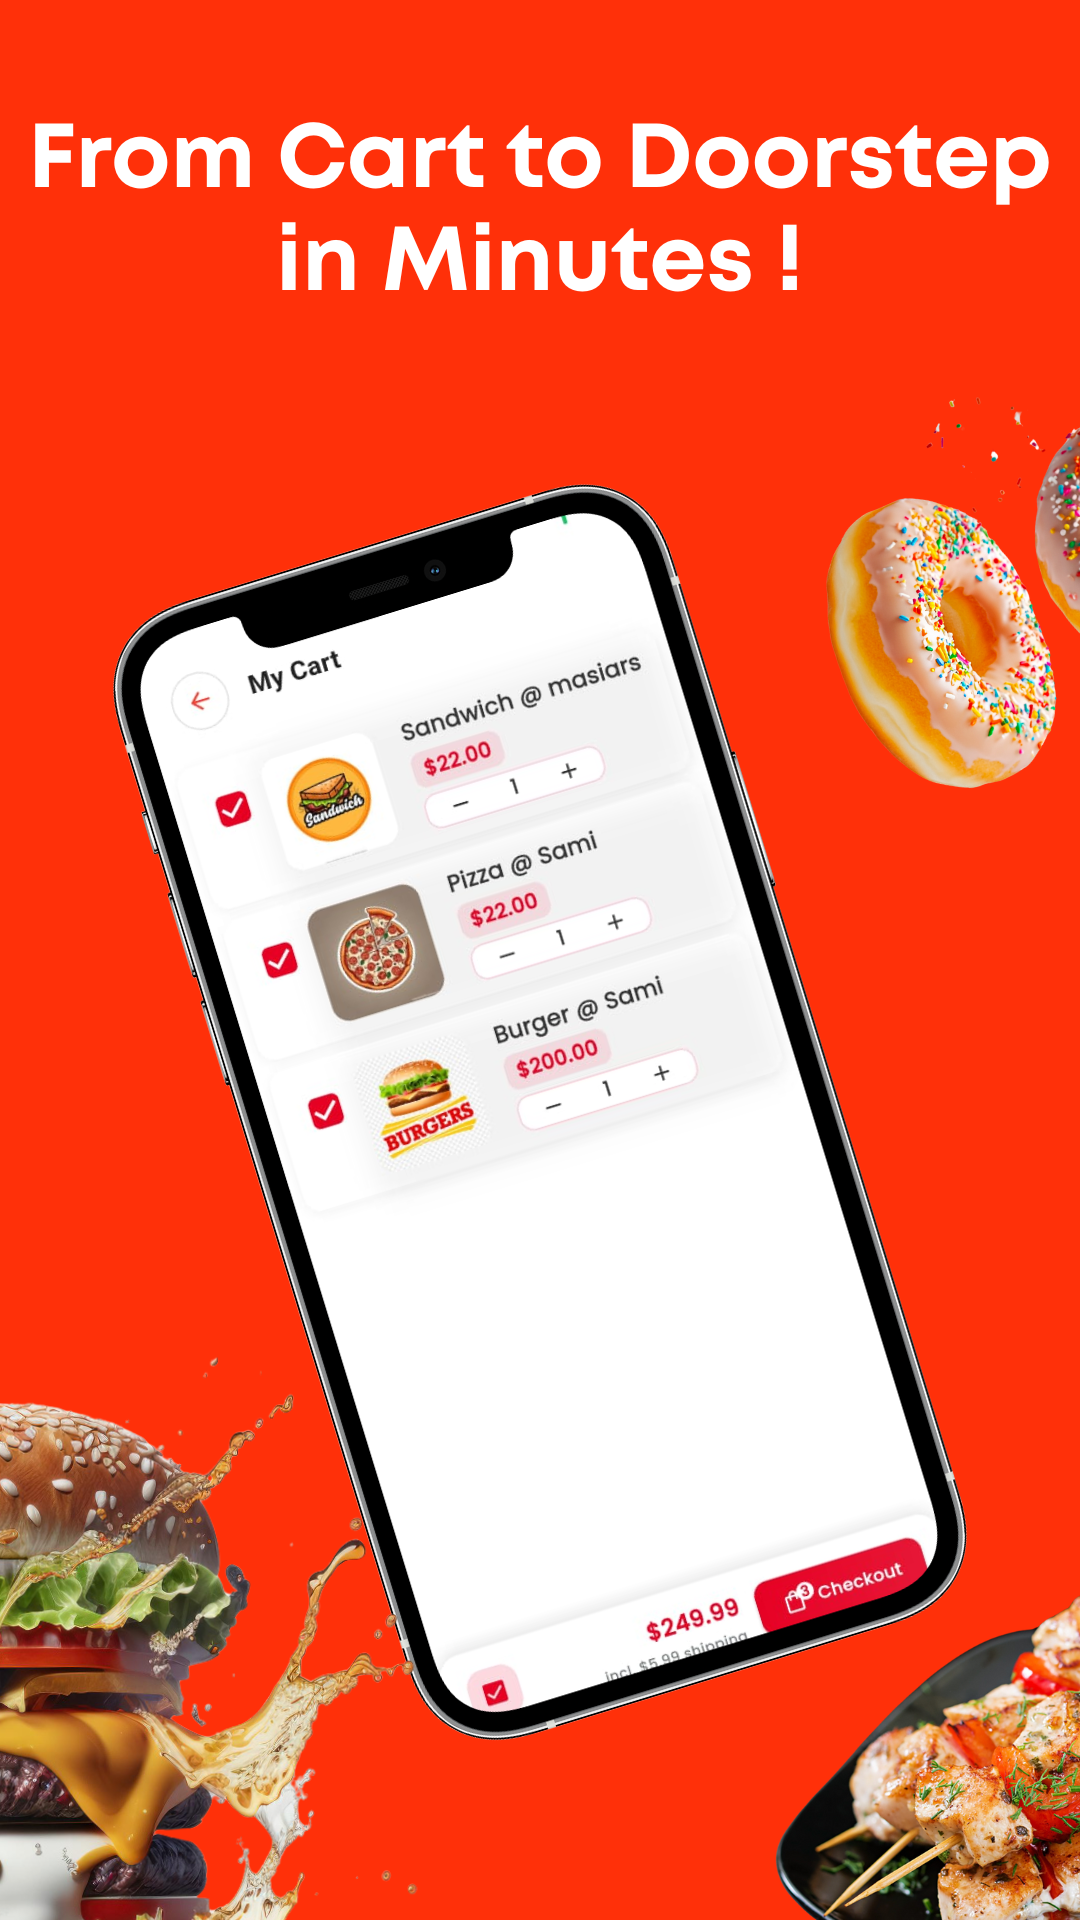 From Cart to Doorstep
in Minutes !
My Cart
Sandwich @ masiars
$22.00
− 1 +
Sandwich
Pizza @ Sami
$22.00
− 1 +
Burger @ Sami
$200.00
− 1 +
BURGERS
$249.99
incl. $5.99 shipping
3
Checkout